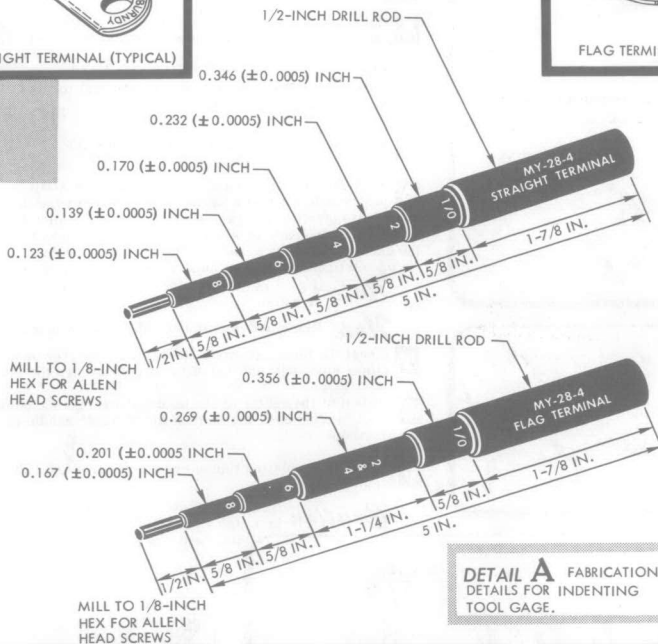 BURNDY
IGHT TERMINAL (TYPICAL)
FLAG TERMI
1/2-INCH DRILL ROD
0.346 (±0.0005) INCH
0.232 (±0.0005) INCH
0.170 (±0.0005) INCH
0.139 (±0.0005) INCH
0.123 (±0.0005) INCH
MY-28-4
STRAIGHT TERMINAL
8
6
4
2
1/0
1/2IN.
5/8 IN.
5/8 IN.
5/8 IN.
5/8 IN.
5/8 IN.
1-7/8 IN.
5 IN.
MILL TO 1/8-INCH
HEX FOR ALLEN
HEAD SCREWS
1/2-INCH DRILL ROD
0.356 (±0.0005) INCH
0.269 (±0.0005) INCH
0.201 (±0.0005 INCH
0.167 (±0.0005) INCH
MY-28-4
FLAG TERMINAL
8
6
2 & 4
1/0
1/2IN.
5/8 IN.
5/8 IN.
1-1/4 IN.
5/8 IN.
1-7/8 IN.
5 IN.
MILL TO 1/8-INCH
HEX FOR ALLEN
HEAD SCREWS
DETAIL A FABRICATION
DETAILS FOR INDENTING
TOOL GAGE.